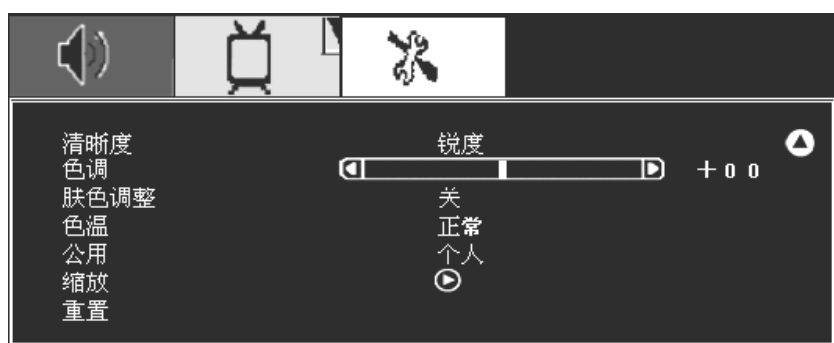 清晰度 锐度
色调 +00
肤色调整 关
色温 正常
公用 个人
缩放
重置